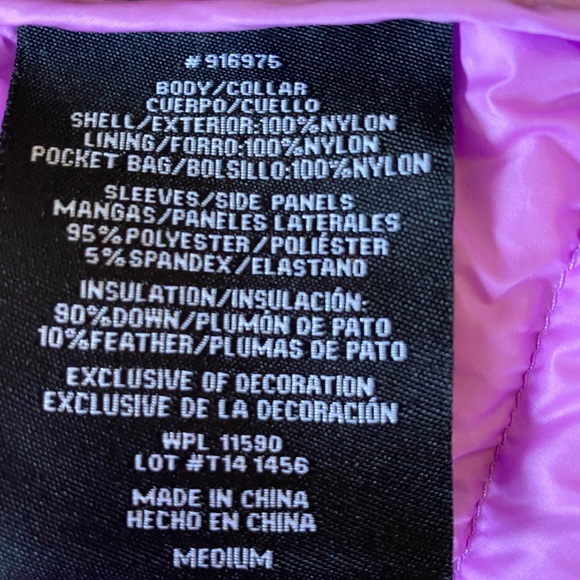 #916975
BODY/COLLAR
CUERPO/CUELLO
SHELL/EXTERIOR:100%NYLON
LINING/FORRO:100%NYLON
POCKET BAG/BOLSILLO:100%NYLON
SLEEVES/SIDE PANELS
MANGAS/PANELES LATERALES
95%POLYESTER/POLIÉSTER
5%SPANDEX/ELASTANO
INSULATION/INSULACIÓN:
90%DOWN/PLUMÓN DE PATO
10%FEATHER/PLUMAS DE PATO
EXCLUSIVE OF DECORATION
EXCLUSIVE DE LA DECORACIÓN
WPL 11590
LOT #T14 1456
MADE IN CHINA
HECHO EN CHINA
MEDIUM